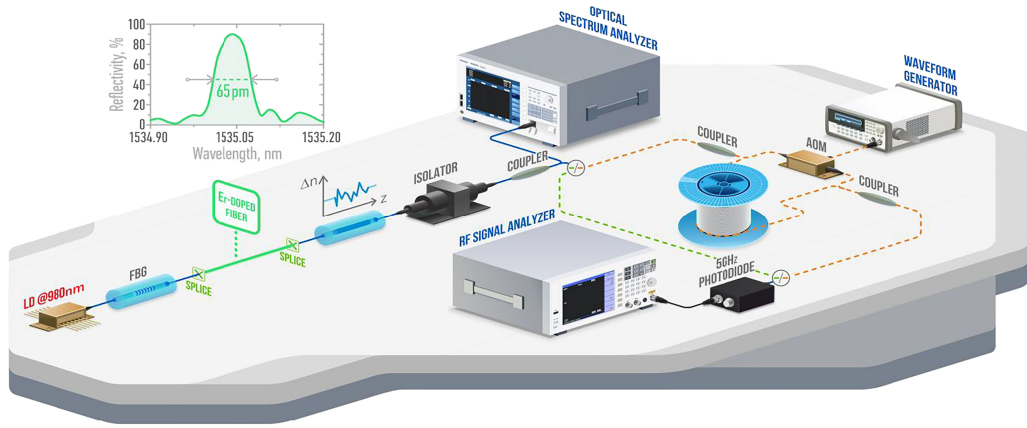 OPTICAL
SPECTRUM ANALYZER
WAVEFORM
GENERATOR
Reflectivity, %
100
80
60
40
20
0
65 pm
1534.90
1535.05
1535.20
Wavelength, nm
COUPLER
AOM
COUPLER
ISOLATOR
COUPLER
Δn
z
Er-DOPED
FIBER
RF SIGNAL ANALYZER
5GHz
PHOTODIODE
FBG
SPLICE
SPLICE
LD @980nm